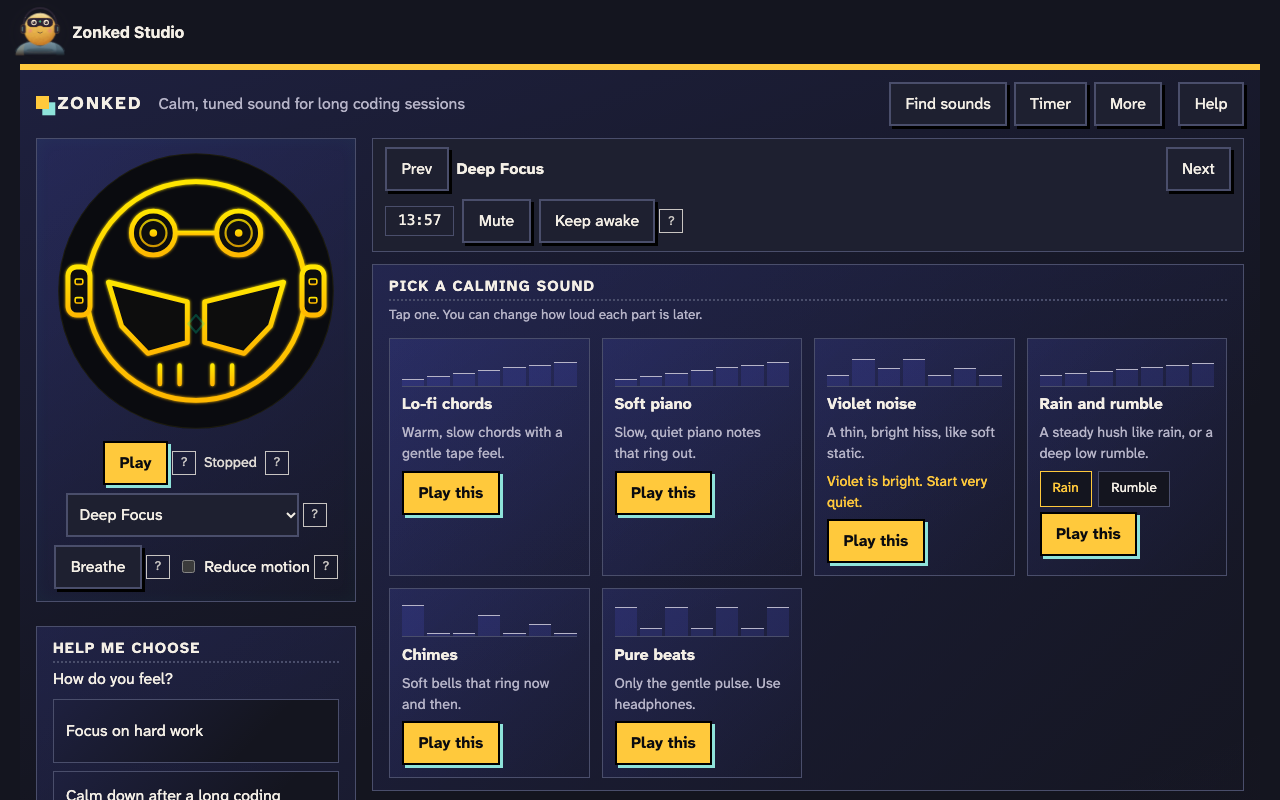 Zonked Studio
ZONKED
Calm, tuned sound for long coding sessions
Find sounds
Timer
More
Help
Prev
Deep Focus
Next
13:57
Mute
Keep awake
?
Play
?
Stopped
?
Deep Focus
?
Breathe
?
Reduce motion
?
HELP ME CHOOSE
How do you feel?
Focus on hard work
Calm down after a long coding
PICK A CALMING SOUND
Tap one. You can change how loud each part is later.
Lo-fi chords
Warm, slow chords with a
gentle tape feel.
Play this
Soft piano
Slow, quiet piano notes
that ring out.
Play this
Violet noise
A thin, bright hiss, like soft
static.
Violet is bright. Start very
quiet.
Play this
Rain and rumble
A steady hush like rain, or a
deep low rumble.
Rain
Rumble
Play this
Chimes
Soft bells that ring now
and then.
Play this
Pure beats
Only the gentle pulse. Use
headphones.
Play this